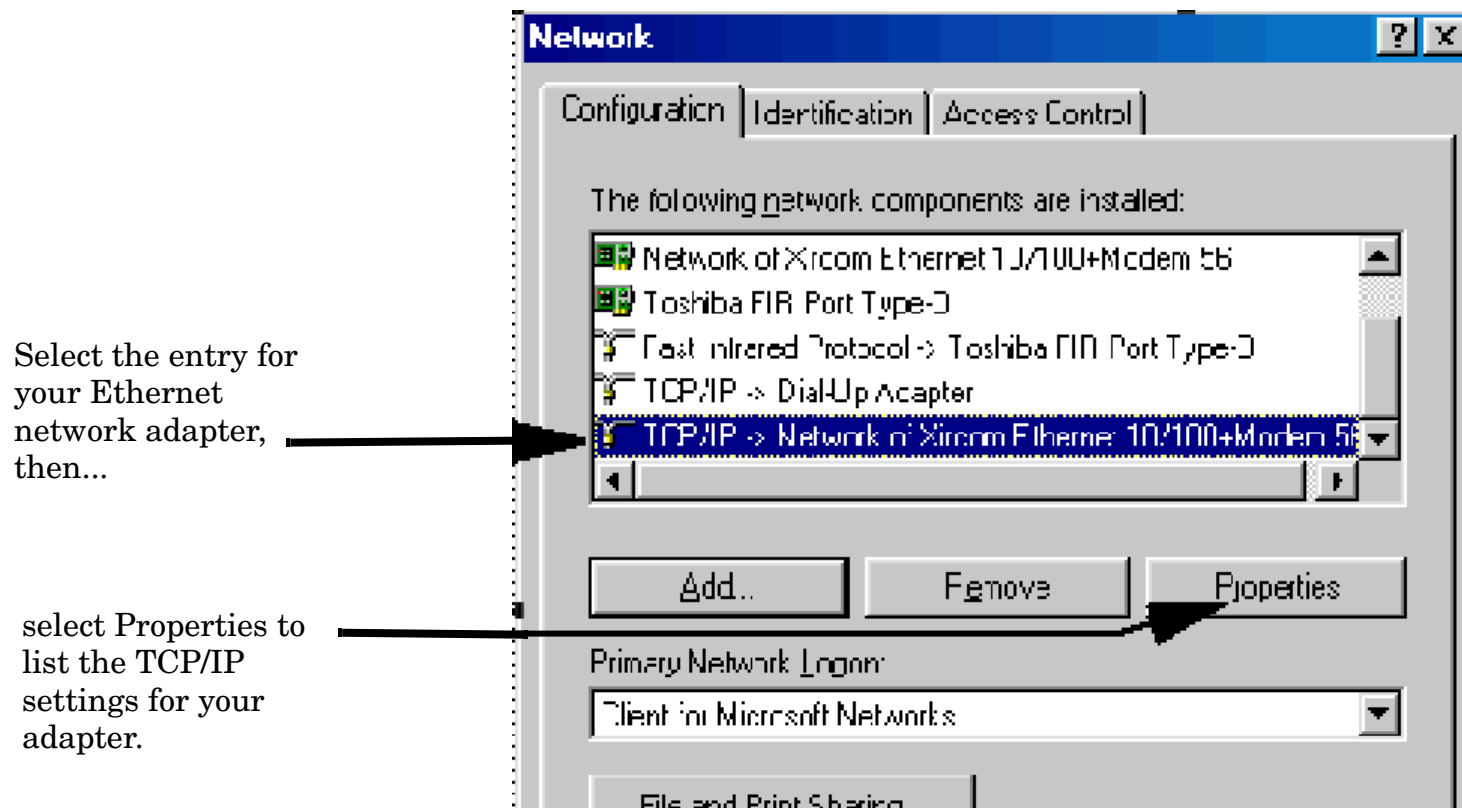 Network
Configuration
Identification
Access Control
The following network components are installed:
Network of Xircom Ethernet 10/100+Modem 56
Toshiba FIR Port Type-O
Fast Infrared Protocol -> Toshiba FIR Port Type-O
TCP/IP -> Dial-Up Adapter
TCP/IP -> Network of Xircom Ethernet 10/100+Modem 56
Select the entry for
your Ethernet
network adapter,
then...
Add...
Remove
Properties
select Properties to
list the TCP/IP
settings for your
adapter.
Primary Network Logon:
Client for Microsoft Networks
File and Print Sharing